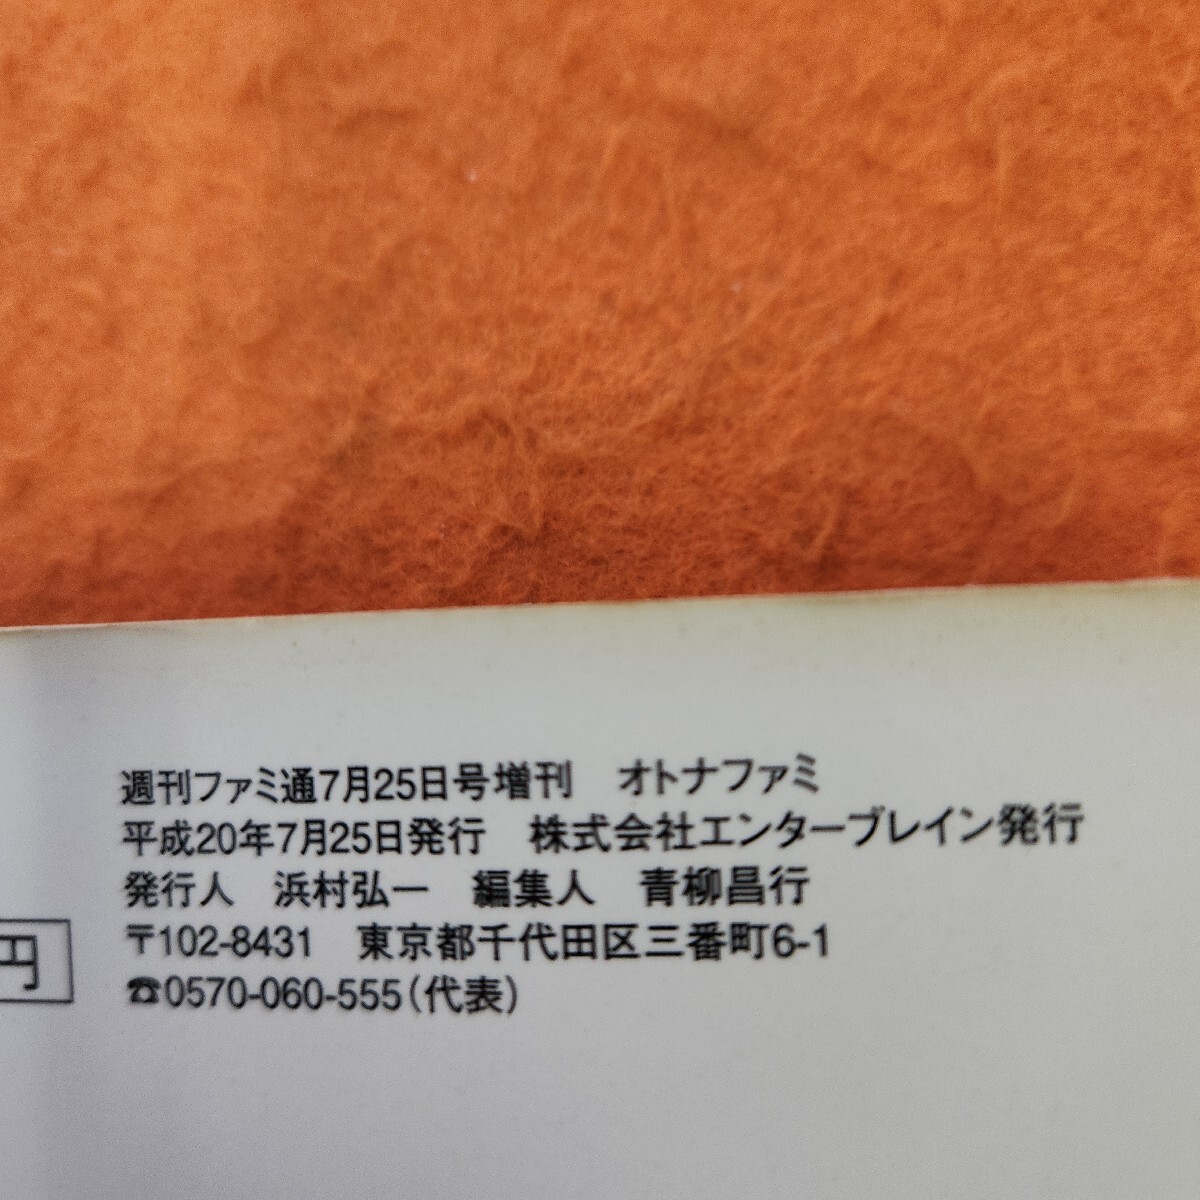 週刊ファミ通7月25日号増刊　オトナファミ
平成20年7月25日発行　株式会社エンターブレイン発行
発行人　浜村弘一　編集人　青柳昌行
〒102-8431　東京都千代田区三番町6-1
☎0570-060-555（代表）
円